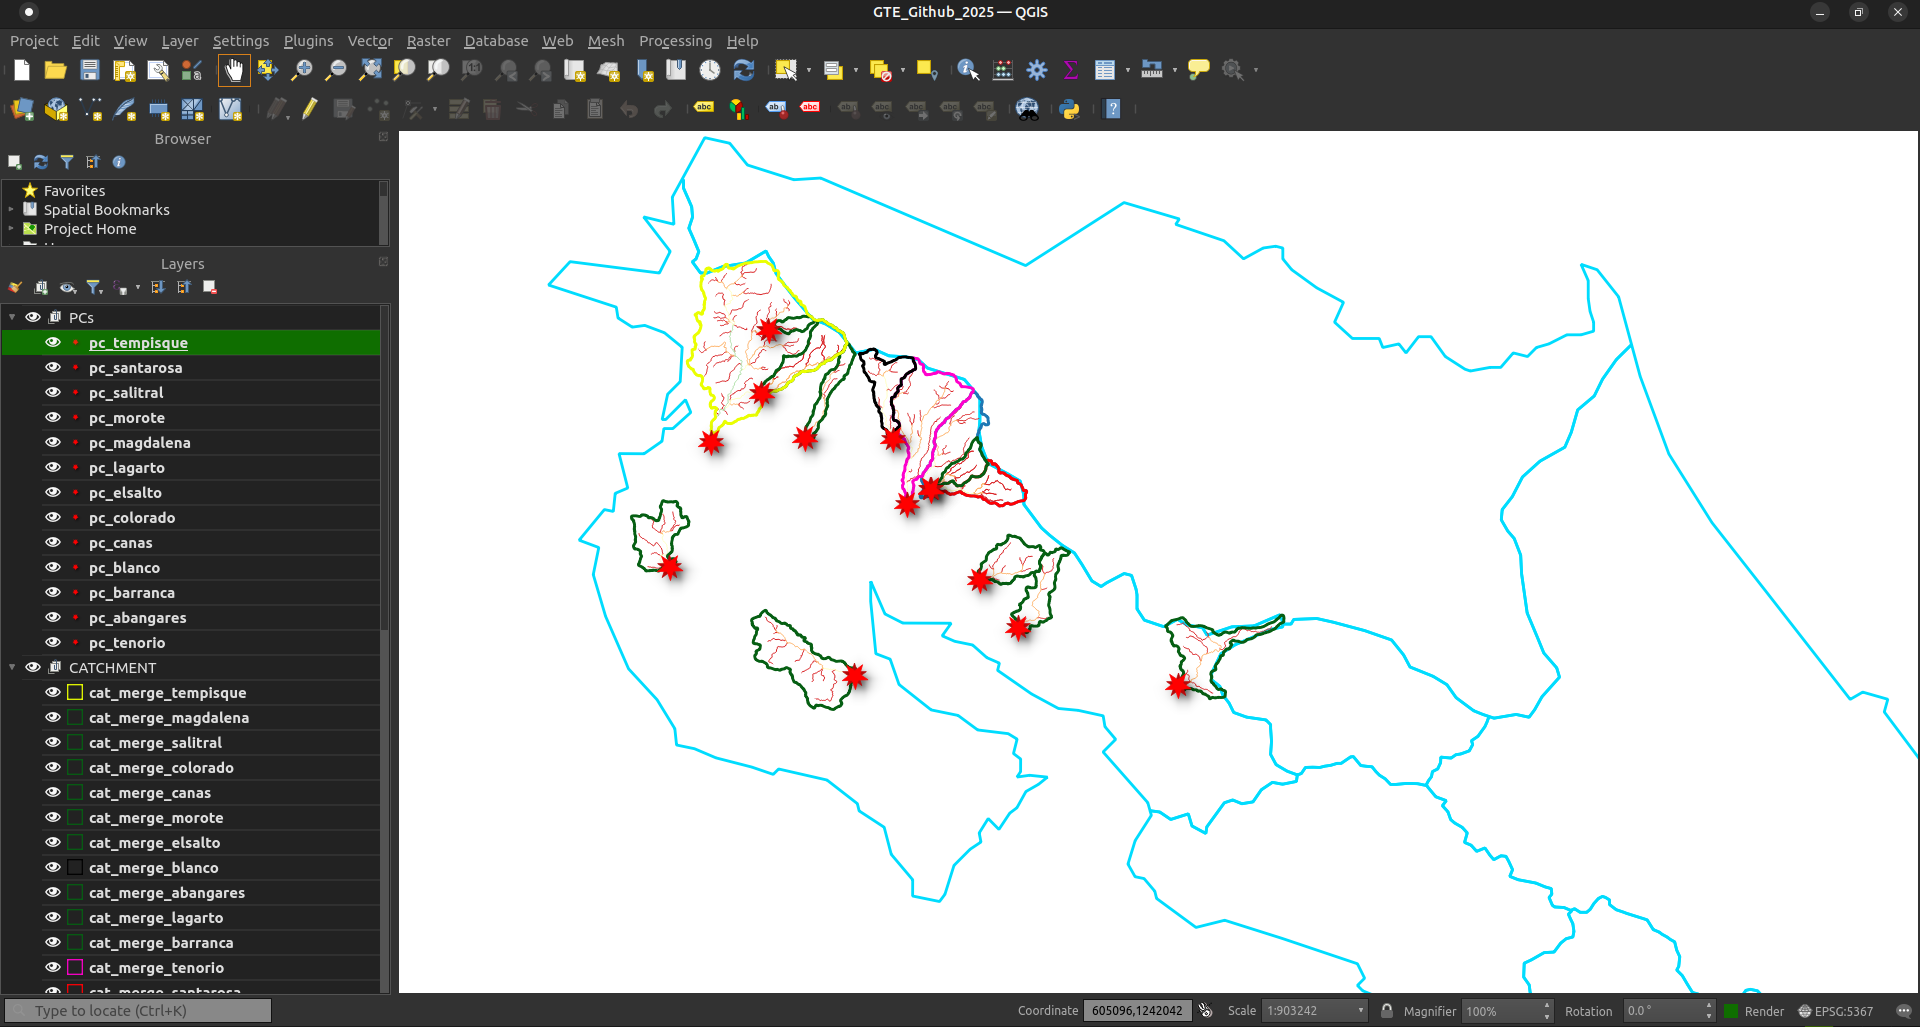 GTE_Github_2025 — QGIS
Project Edit View Layer Settings Plugins Vector Raster Database Web Mesh Processing Help
Browser
Favorites
Spatial Bookmarks
Project Home
Layers
PCs
pc_tempisque
pc_santarosa
pc_salitral
pc_morote
pc_magdalena
pc_lagarto
pc_elsalto
pc_colorado
pc_canas
pc_blanco
pc_barranca
pc_abangares
pc_tenorio
CATCHMENT
cat_merge_tempisque
cat_merge_magdalena
cat_merge_salitral
cat_merge_colorado
cat_merge_canas
cat_merge_morote
cat_merge_elsalto
cat_merge_blanco
cat_merge_abangares
cat_merge_lagarto
cat_merge_barranca
cat_merge_tenorio
cat_merge_santarosa
Type to locate (Ctrl+K) Coordinate 605096,1242042 Scale 1:903242 Magnifier 100% Rotation 0.0 ° Render EPSG:5367